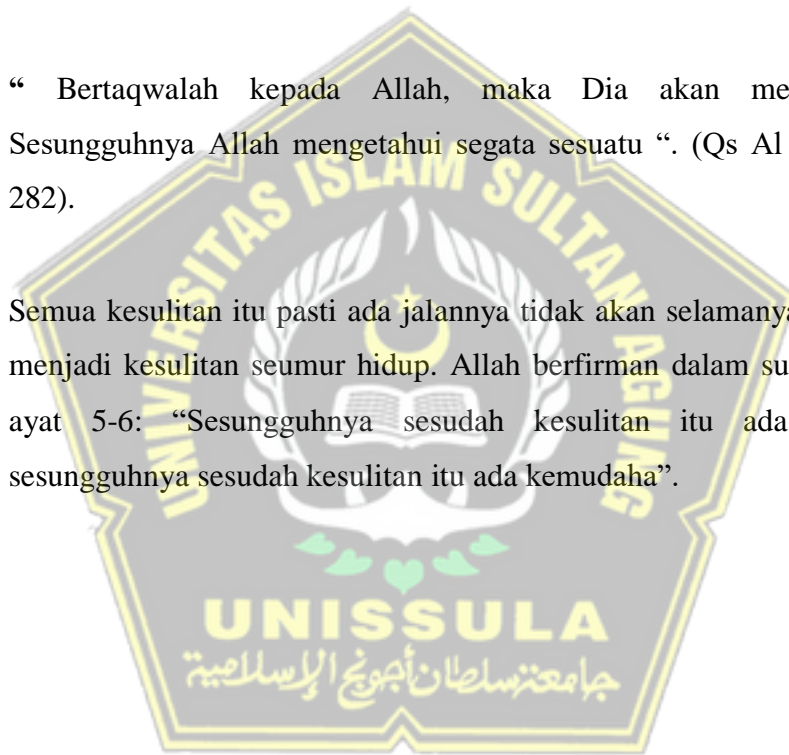 “ Bertaqwalah kepada Allah, maka Dia akan me
Sesungguhnya Allah mengetahui segata sesuatu “. (Qs Al
282).
Semua kesulitan itu pasti ada jalannya tidak akan selamanya
menjadi kesulitan seumur hidup. Allah berfirman dalam su
ayat 5-6: “Sesungguhnya sesudah kesulitan itu ada
sesungguhnya sesudah kesulitan itu ada kemudaha”.
UNIVERSITAS ISLAM SULTAN AGUNG
UNISSULA
جامعة سلطان أجونج الإسلامية